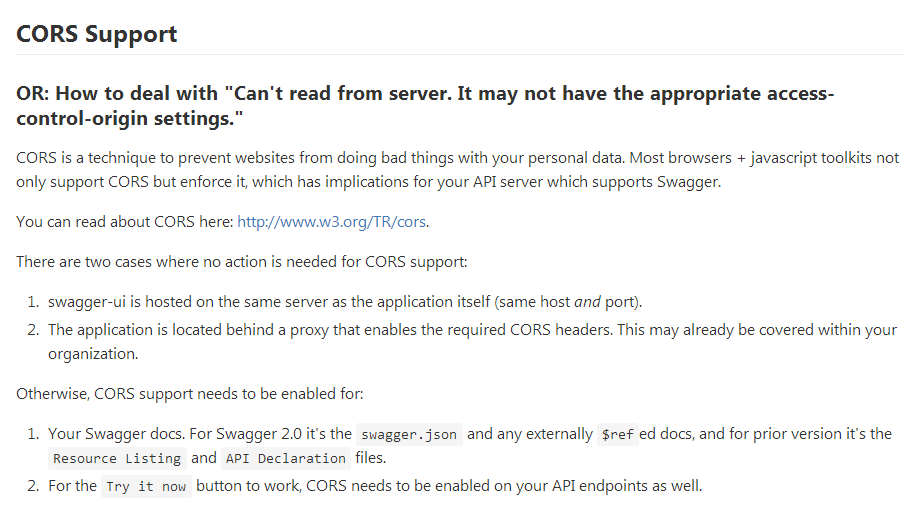 CORS Support
OR: How to deal with "Can't read from server. It may not have the appropriate access-
control-origin settings."
CORS is a technique to prevent websites from doing bad things with your personal data. Most browsers + javascript toolkits not
only support CORS but enforce it, which has implications for your API server which supports Swagger.
You can read about CORS here: http://www.w3.org/TR/cors.
There are two cases where no action is needed for CORS support:
1. swagger-ui is hosted on the same server as the application itself (same host and port).
2. The application is located behind a proxy that enables the required CORS headers. This may already be covered within your
organization.
Otherwise, CORS support needs to be enabled for:
1. Your Swagger docs. For Swagger 2.0 it's the swagger.json and any externally $ref ed docs, and for prior version it's the
Resource Listing and API Declaration files.
2. For the Try it now button to work, CORS needs to be enabled on your API endpoints as well.